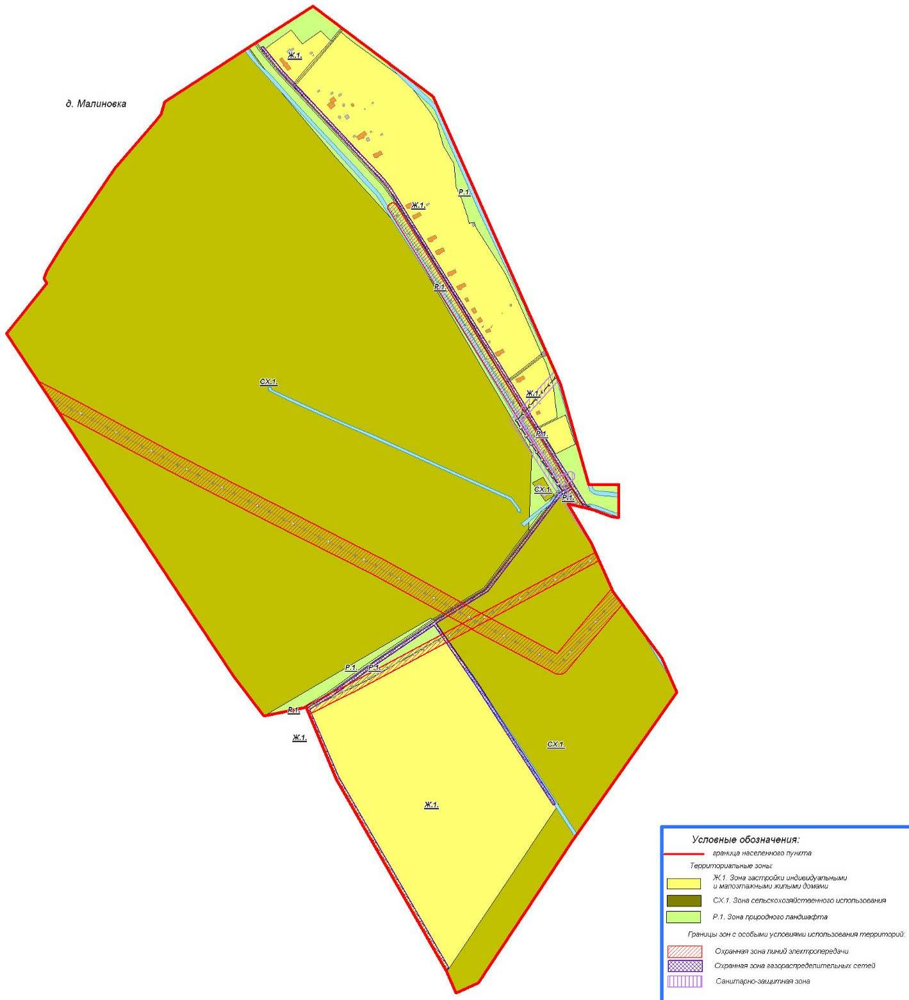 Ж.1.
д. Малиновка
Р.1.
Ж.1.
Р.1.
СХ.1.
Ж.1.
Р.1.
СХ.1.
Р.1.
Р.1.
Р.1.
Р.1.
Ж.1.
СХ.1.
Ж.1.
Условные обозначения:
граница населенного пункта
Территориальные зоны:
Ж.1. Зона застройки индивидуальными
и малоэтажными жилыми домами
СХ.1. Зона сельскохозяйственного использования
Р.1. Зона природного ландшафта
Границы зон с особыми условиями использования территорий:
Охранная зона линий электропередачи
Охранная зона газораспределительных сетей
Санитарно-защитная зона